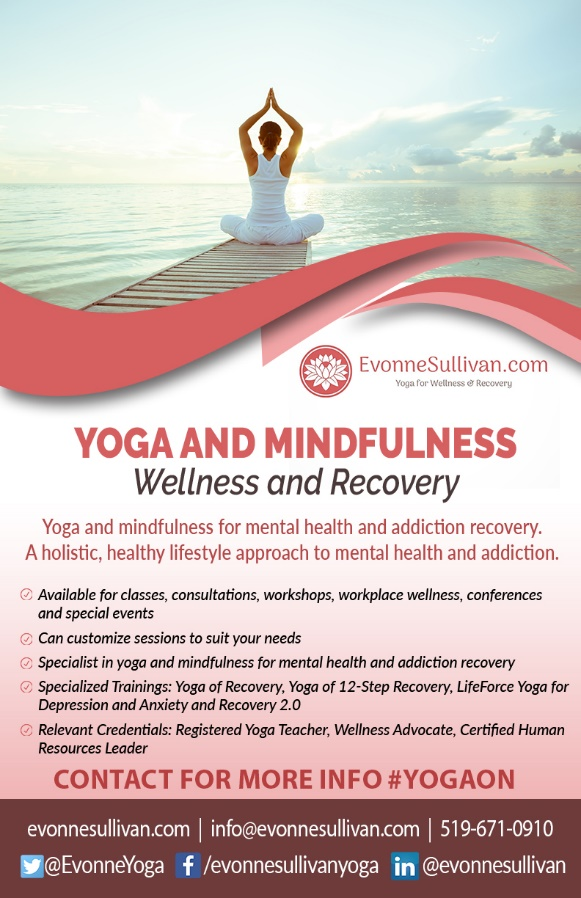 EvonneSullivan.com
Yoga for Wellness & Recovery
YOGA AND MINDFULNESS
Wellness and Recovery
Yoga and mindfulness for mental health and addiction recovery.
A holistic, healthy lifestyle approach to mental health and addiction.
Available for classes, consultations, workshops, workplace wellness, conferences
and special events
Can customize sessions to suit your needs
Specialist in yoga and mindfulness for mental health and addiction recovery
Specialized Trainings: Yoga of Recovery, Yoga of 12-Step Recovery, LifeForce Yoga for
Depression and Anxiety and Recovery 2.0
Relevant Credentials: Registered Yoga Teacher, Wellness Advocate, Certified Human
Resources Leader
CONTACT FOR MORE INFO #YOGAON
evonnesullivan.com | info@evonnesullivan.com | 519-671-0910
@EvonneYoga f /evonnesullivanyoga in @evonnesullivan